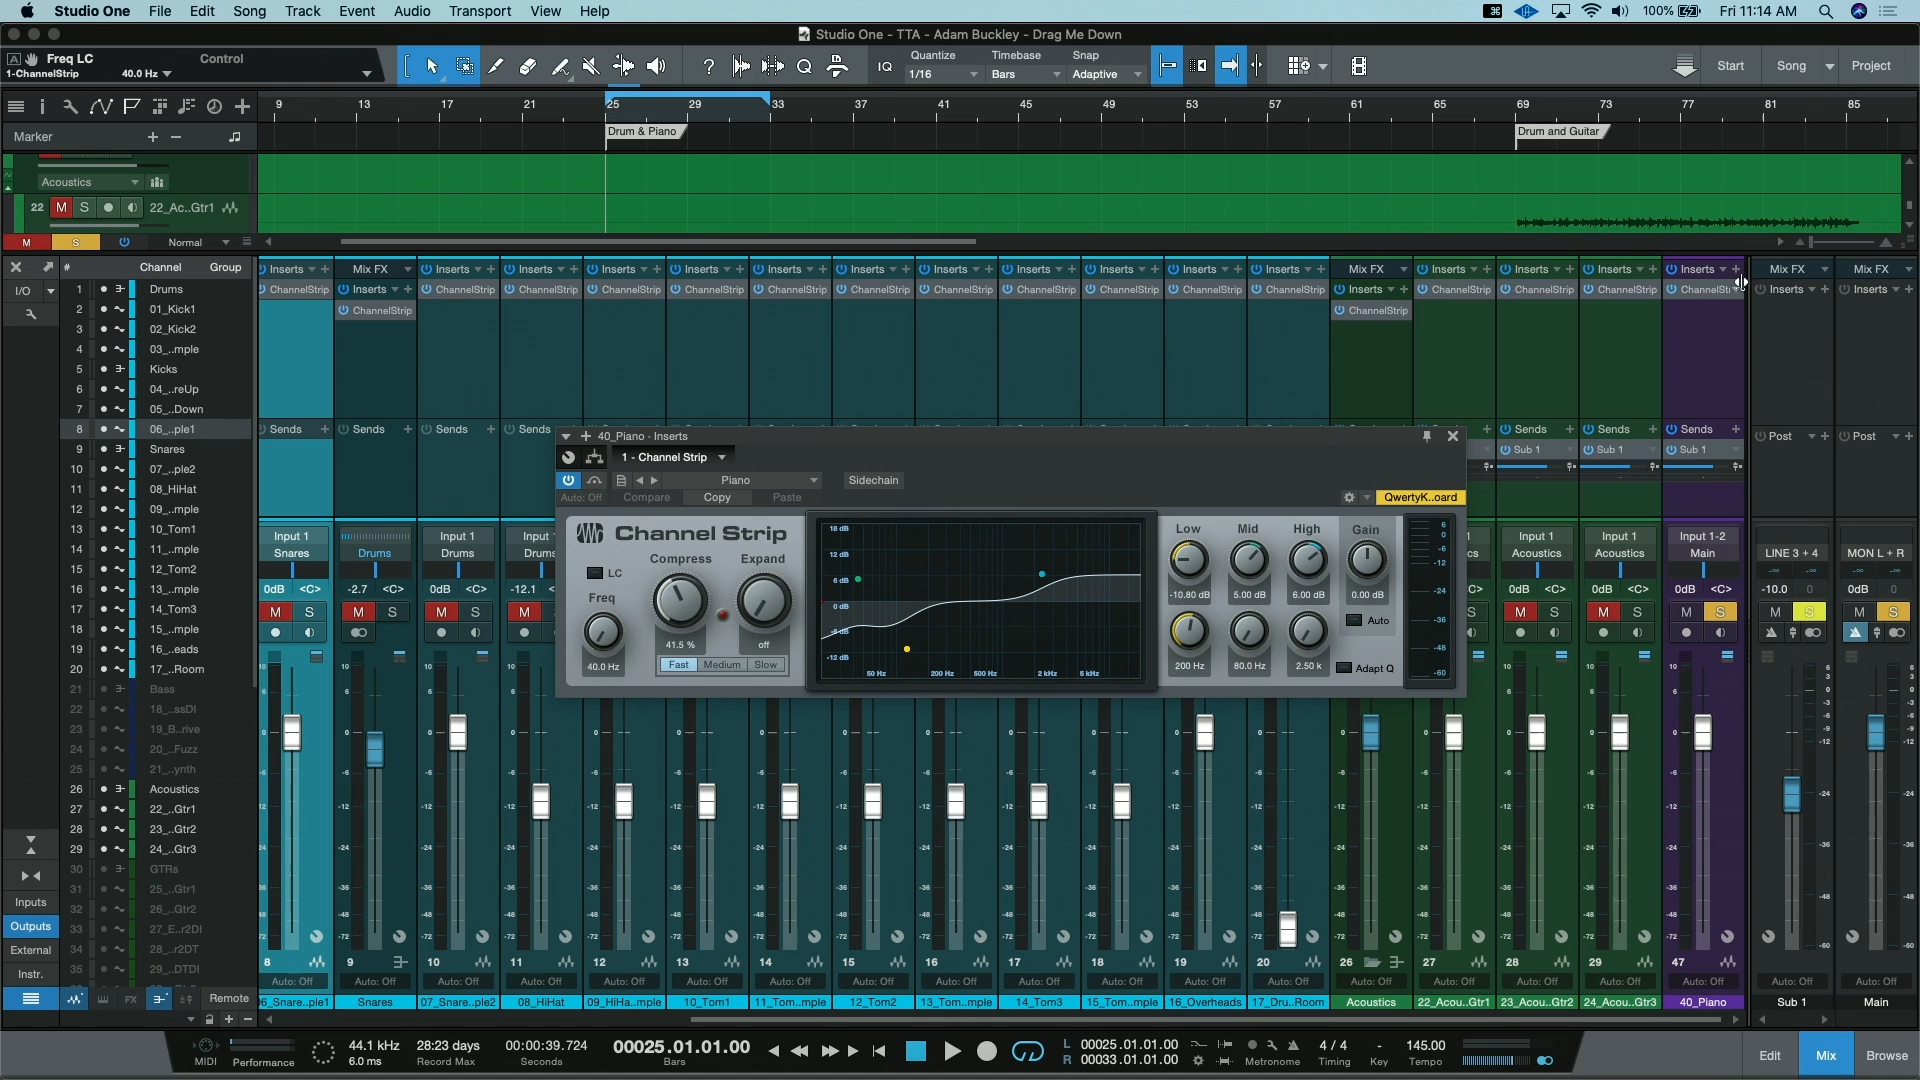 Studio One File Edit Song Track Event Audio Transport View Help 100% Fri 11:14 AM
Studio One - TTA - Adam Buckley - Drag Me Down
A Freq LC Control
1-ChannelStrip 40.0 Hz
Quantize Timebase Snap
IQ 1/16 Bars Adaptive
Start Song Project
9 13 17 21 25 29 33 37 41 45 49 53 57 61 65 69 73 77 81 85
Marker Drum & Piano Drum and Guitar
Acoustics
22 M S 22_Ac..Gtr1
M S Normal
# Channel Group
I/O
1 Drums
2 01_Kick1
3 02_Kick2
4 03_..mple
5 Kicks
6 04_..reUp
7 05_..Down
8 06_..ple1
9 Snares
10 07_..ple2
11 08_HiHat
12 09_..mple
13 10_Tom1
14 11_..mple
15 12_Tom2
16 13_..mple
17 14_Tom3
18 15_..mple
19 16_..eads
20 17_..Room
21 Bass
22 18_..ssDI
23 19_B..rive
24 20_..Fuzz
25 21_..ynth
26 Acoustics
27 22_..Gtr1
28 23_..Gtr2
29 24_..Gtr3
30 GTRs
31 25_..Gtr1
32 26_..Gtr2
33 27_E..r2DI
34 28_..r2DT
35 29_..DTDI
Inputs
Outputs
External
Instr.
FX Remote
Inserts Mix FX Inserts Inserts Inserts Inserts Inserts Inserts Inserts Inserts Inserts Inserts Inserts Mix FX Inserts Inserts Inserts Inserts Mix FX Mix FX
ChannelStrip Inserts ChannelStrip ChannelStrip ChannelStrip ChannelStrip ChannelStrip ChannelStrip ChannelStrip ChannelStrip ChannelStrip ChannelStrip ChannelStrip Inserts ChannelStrip ChannelStrip ChannelStrip Inserts Inserts
ChannelStrip ChannelStrip
Sends Sends Sends Sends Sends Sends Sends Post Post
Sub 1 Sub 1 Sub 1
40_Piano · Inserts
1 - Channel Strip
Piano Sidechain
Auto: Off Compare Copy Paste QwertyK..oard
Channel Strip
Compress Expand
LC
Freq
40.0 Hz 41.5 % off
Fast Medium Slow
18 dB
12 dB
6 dB
0 dB
-6 dB
-12 dB
50 Hz 200 Hz 500 Hz 2 kHz 5 kHz
Low Mid High Gain
-10.80 dB 5.00 dB 6.00 dB 0.00 dB
Auto
200 Hz 80.0 Hz 2.50 k Adapt Q
6
0
-6
-12
-24
-36
-48
-60
Input 1 Input 1 Input 1 Input 1 Input 1-2
Snares Drums Drums Drums Acoustics Acoustics Main LINE 3 + 4 MON L + R
0dB <C> -2.7 <C> 0dB <C> -12.1 0dB <C> 0dB <C> 0dB <C> -10.0 0dB
M S M S M S M M S M S M S M S M S
8 9 10 11 12 13 14 15 16 17 18 19 20 26 27 28 29 47
Auto: Off Auto: Off Auto: Off Auto: Off Auto: Off Auto: Off Auto: Off Auto: Off Auto: Off Auto: Off Auto: Off Auto: Off Auto: Off Auto: Off Auto: Off Auto: Off Auto: Off Auto: Off Auto: Off Auto: Off
06_Snare..ple1 Snares 07_Snare..ple2 08_HiHat 09_HiHa..mple 10_Tom1 11_Tom..mple 12_Tom2 13_Tom..mple 14_Tom3 15_Tom..mple 16_Overheads 17_Dru..Room Acoustics 22_Acou..Gtr1 23_Acou..Gtr2 24_Acou..Gtr3 40_Piano Sub 1 Main
MIDI Performance
44.1 kHz 28:23 days 00:00:39.724 00025.01.01.00
6.0 ms Record Max Seconds Bars
L 00025.01.01.00
R 00033.01.01.00
Metronome
4 / 4 - 145.00
Timing Key Tempo
Edit Mix Browse